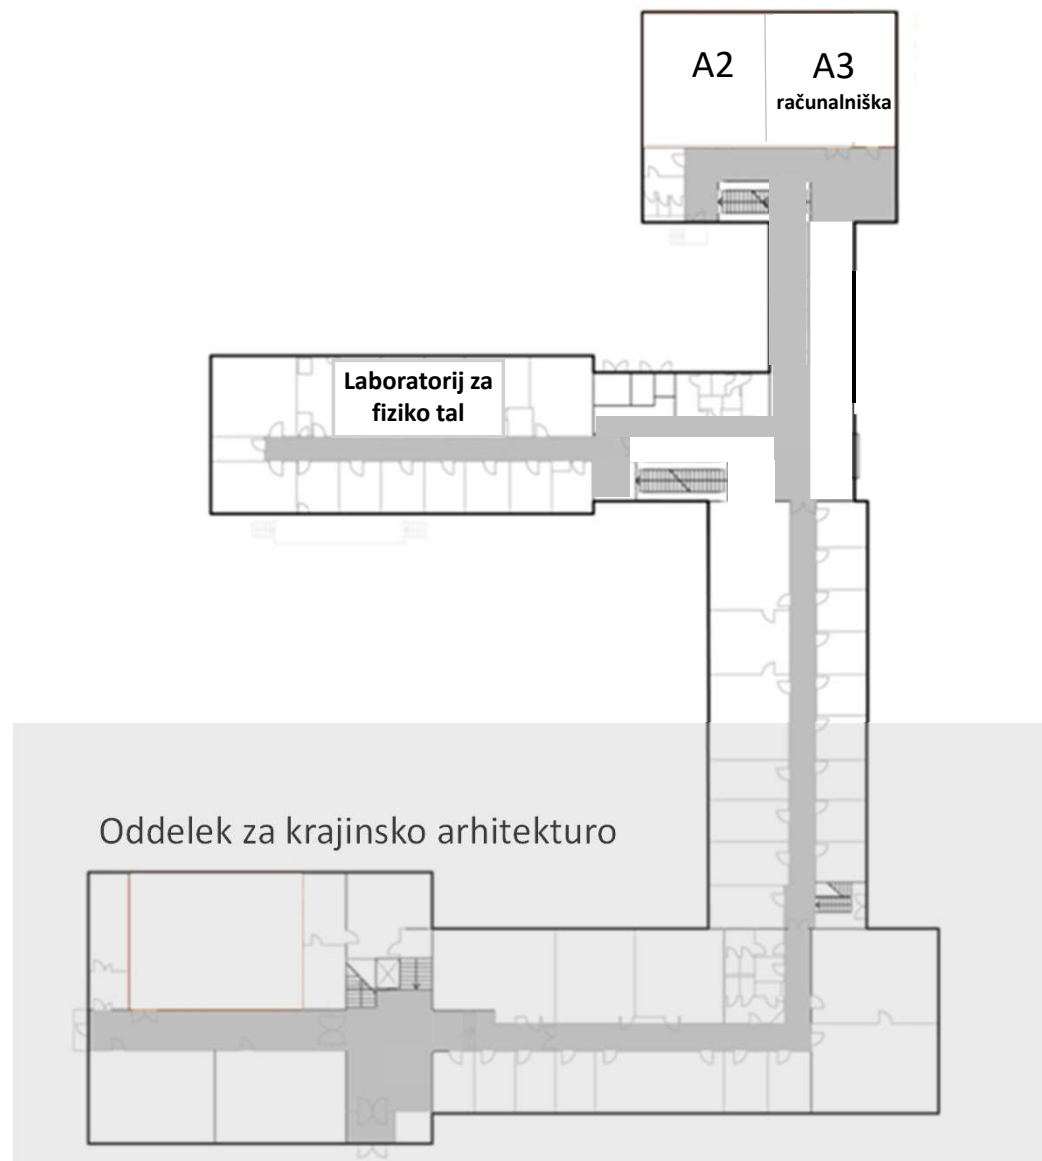 A2
A3
računalniška
Laboratorij za
fiziko tal
Oddelek za krajinsko arhitekturo